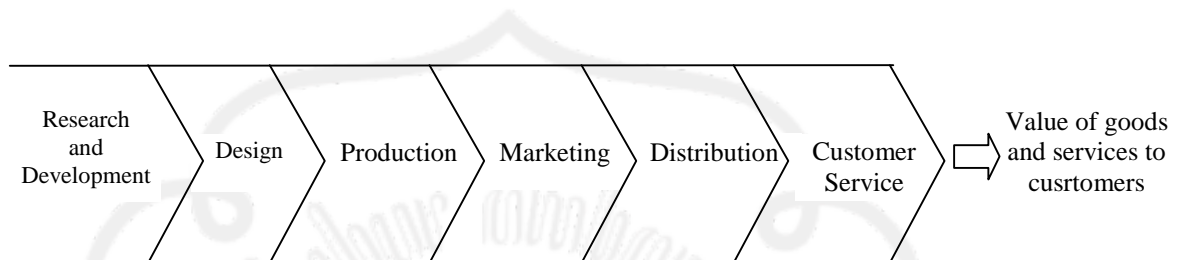 Research
and
Development
Design
Production
Marketing
Distribution
Customer
Service
Value of goods
and services to
cusrtomers